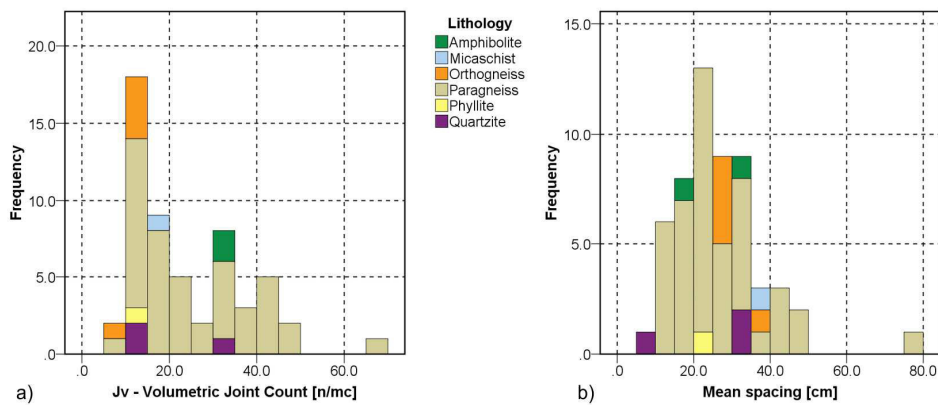 20.0
15.0
10.0
5.0
.0
Frequency
.0 20.0 40.0 60.0
a) Jv - Volumetric Joint Count [n/mc]
Lithology
Amphibolite
Micaschist
Orthogneiss
Paragneiss
Phyllite
Quartzite
15.0
10.0
5.0
.0
Frequency
.0 20.0 40.0 60.0 80.0
b) Mean spacing [cm]